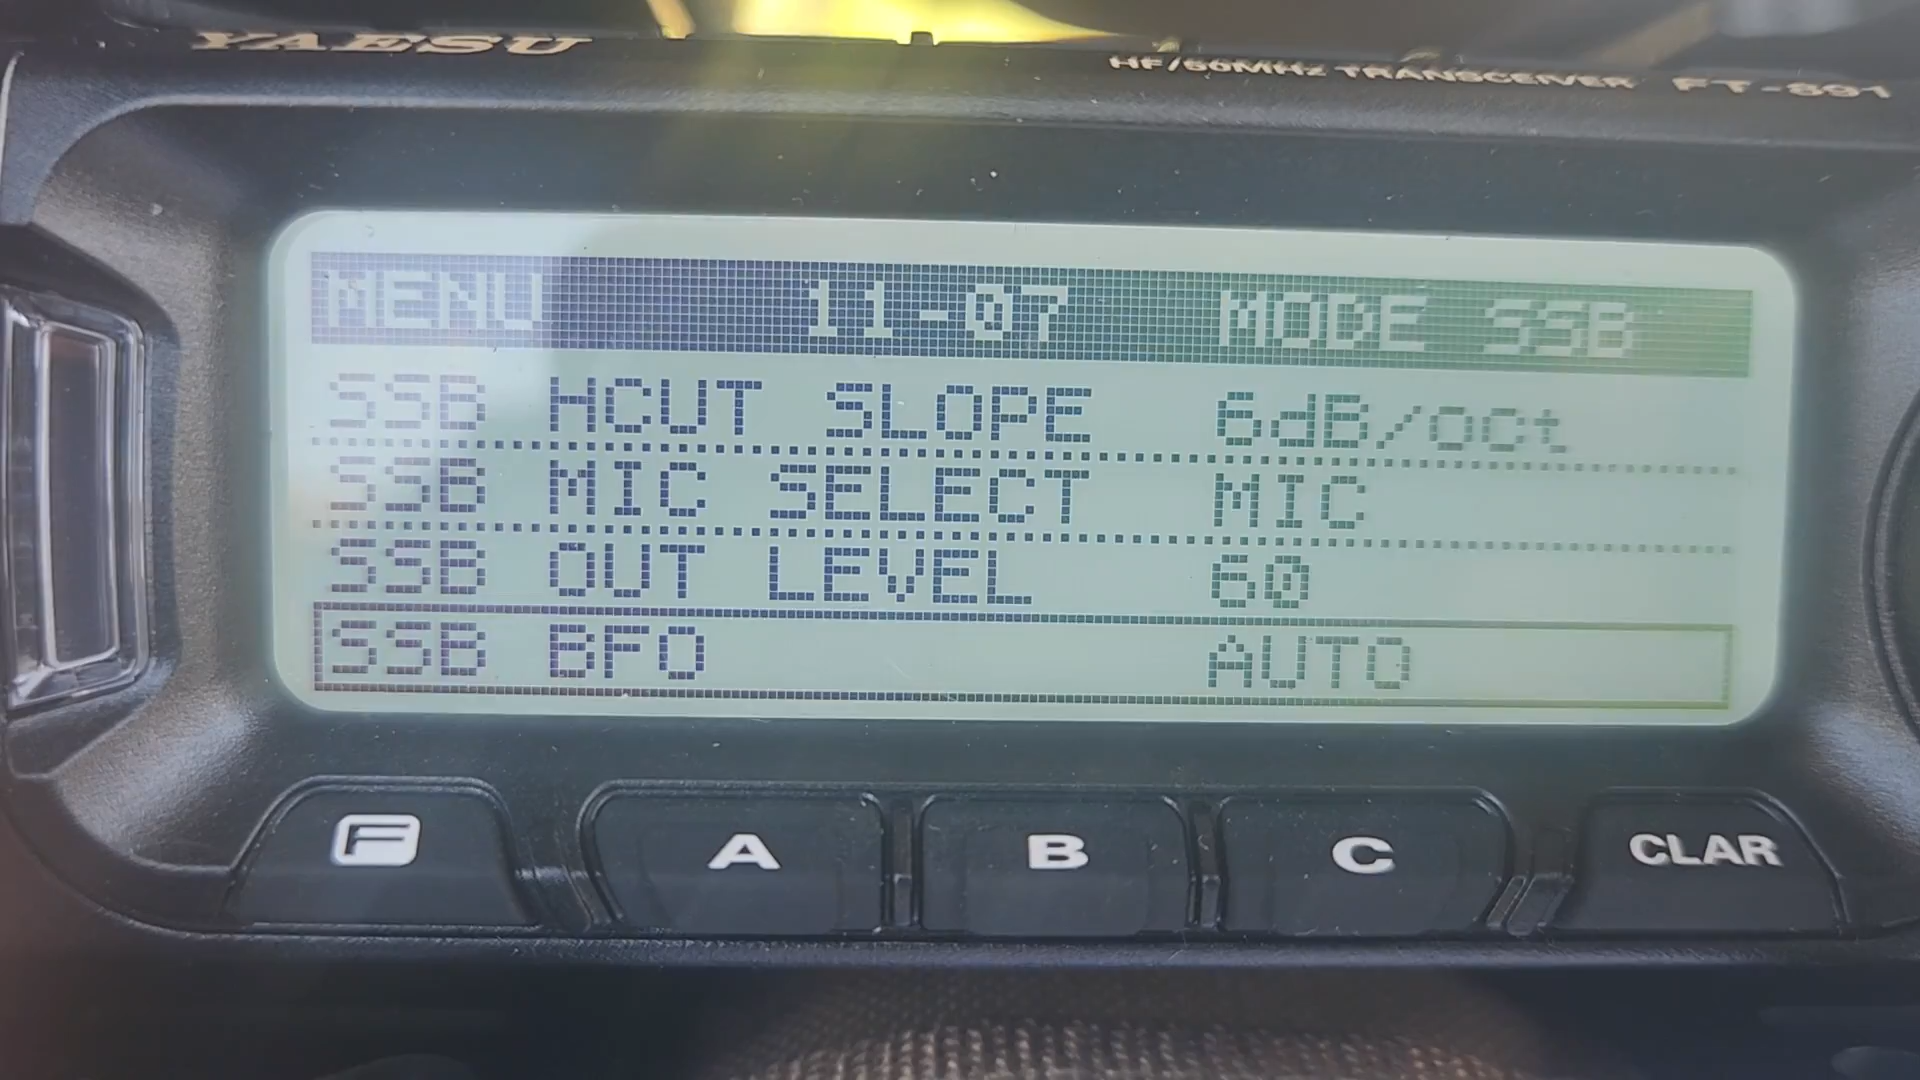 YAESU
HF/50MHz TRANSCEIVER FT-891
MENU 11-07 MODE SSB
SSB HCUT SLOPE 6dB/oct
SSB MIC SELECT MIC
SSB OUT LEVEL 60
SSB BFO AUTO
F A B C CLAR